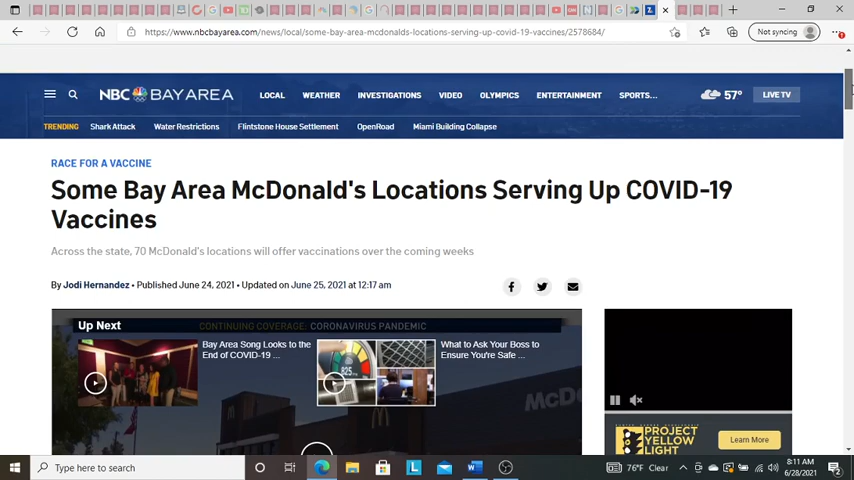 https://www.nbcbayarea.com/news/local/some-bay-area-mcdonalds-locations-serving-up-covid-19-vaccines/2578684/
Not syncing
NBC BAY AREA
LOCAL WEATHER INVESTIGATIONS VIDEO OLYMPICS ENTERTAINMENT SPORTS...
57° LIVE TV
TRENDING Shark Attack Water Restrictions Flintstone House Settlement OpenRoad Miami Building Collapse
RACE FOR A VACCINE
Some Bay Area McDonald's Locations Serving Up COVID-19
Vaccines
Across the state, 70 McDonald's locations will offer vaccinations over the coming weeks
By Jodi Hernandez • Published June 24, 2021 • Updated on June 25, 2021 at 12:17 am
Up Next CONTINUING COVERAGE: CORONAVIRUS PANDEMIC
Bay Area Song Looks to the
End of COVID-19 ...
What to Ask Your Boss to
Ensure You're Safe ...
825
McDo
PROJECT
YELLOW
LIGHT
Learn More
Type here to search
76°F Clear
8:11 AM
6/28/2021
2